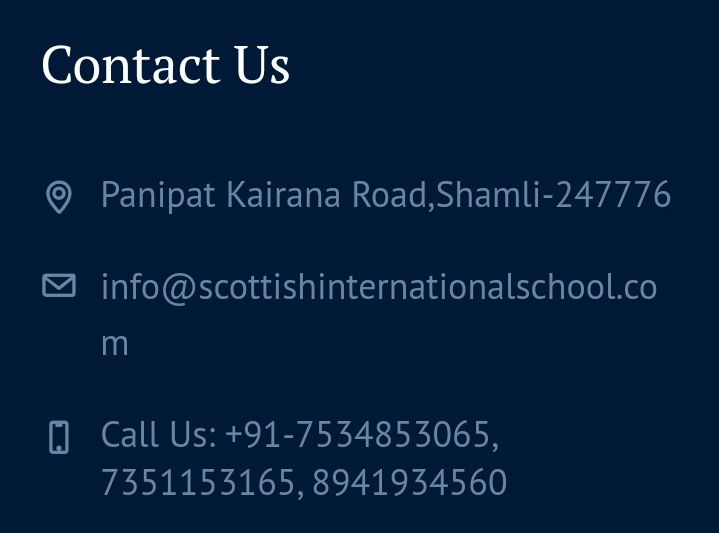 Contact Us
Panipat Kairana Road,Shamli-247776
info@scottishinternationalschool.co
m
Call Us: +91-7534853065,
7351153165, 8941934560